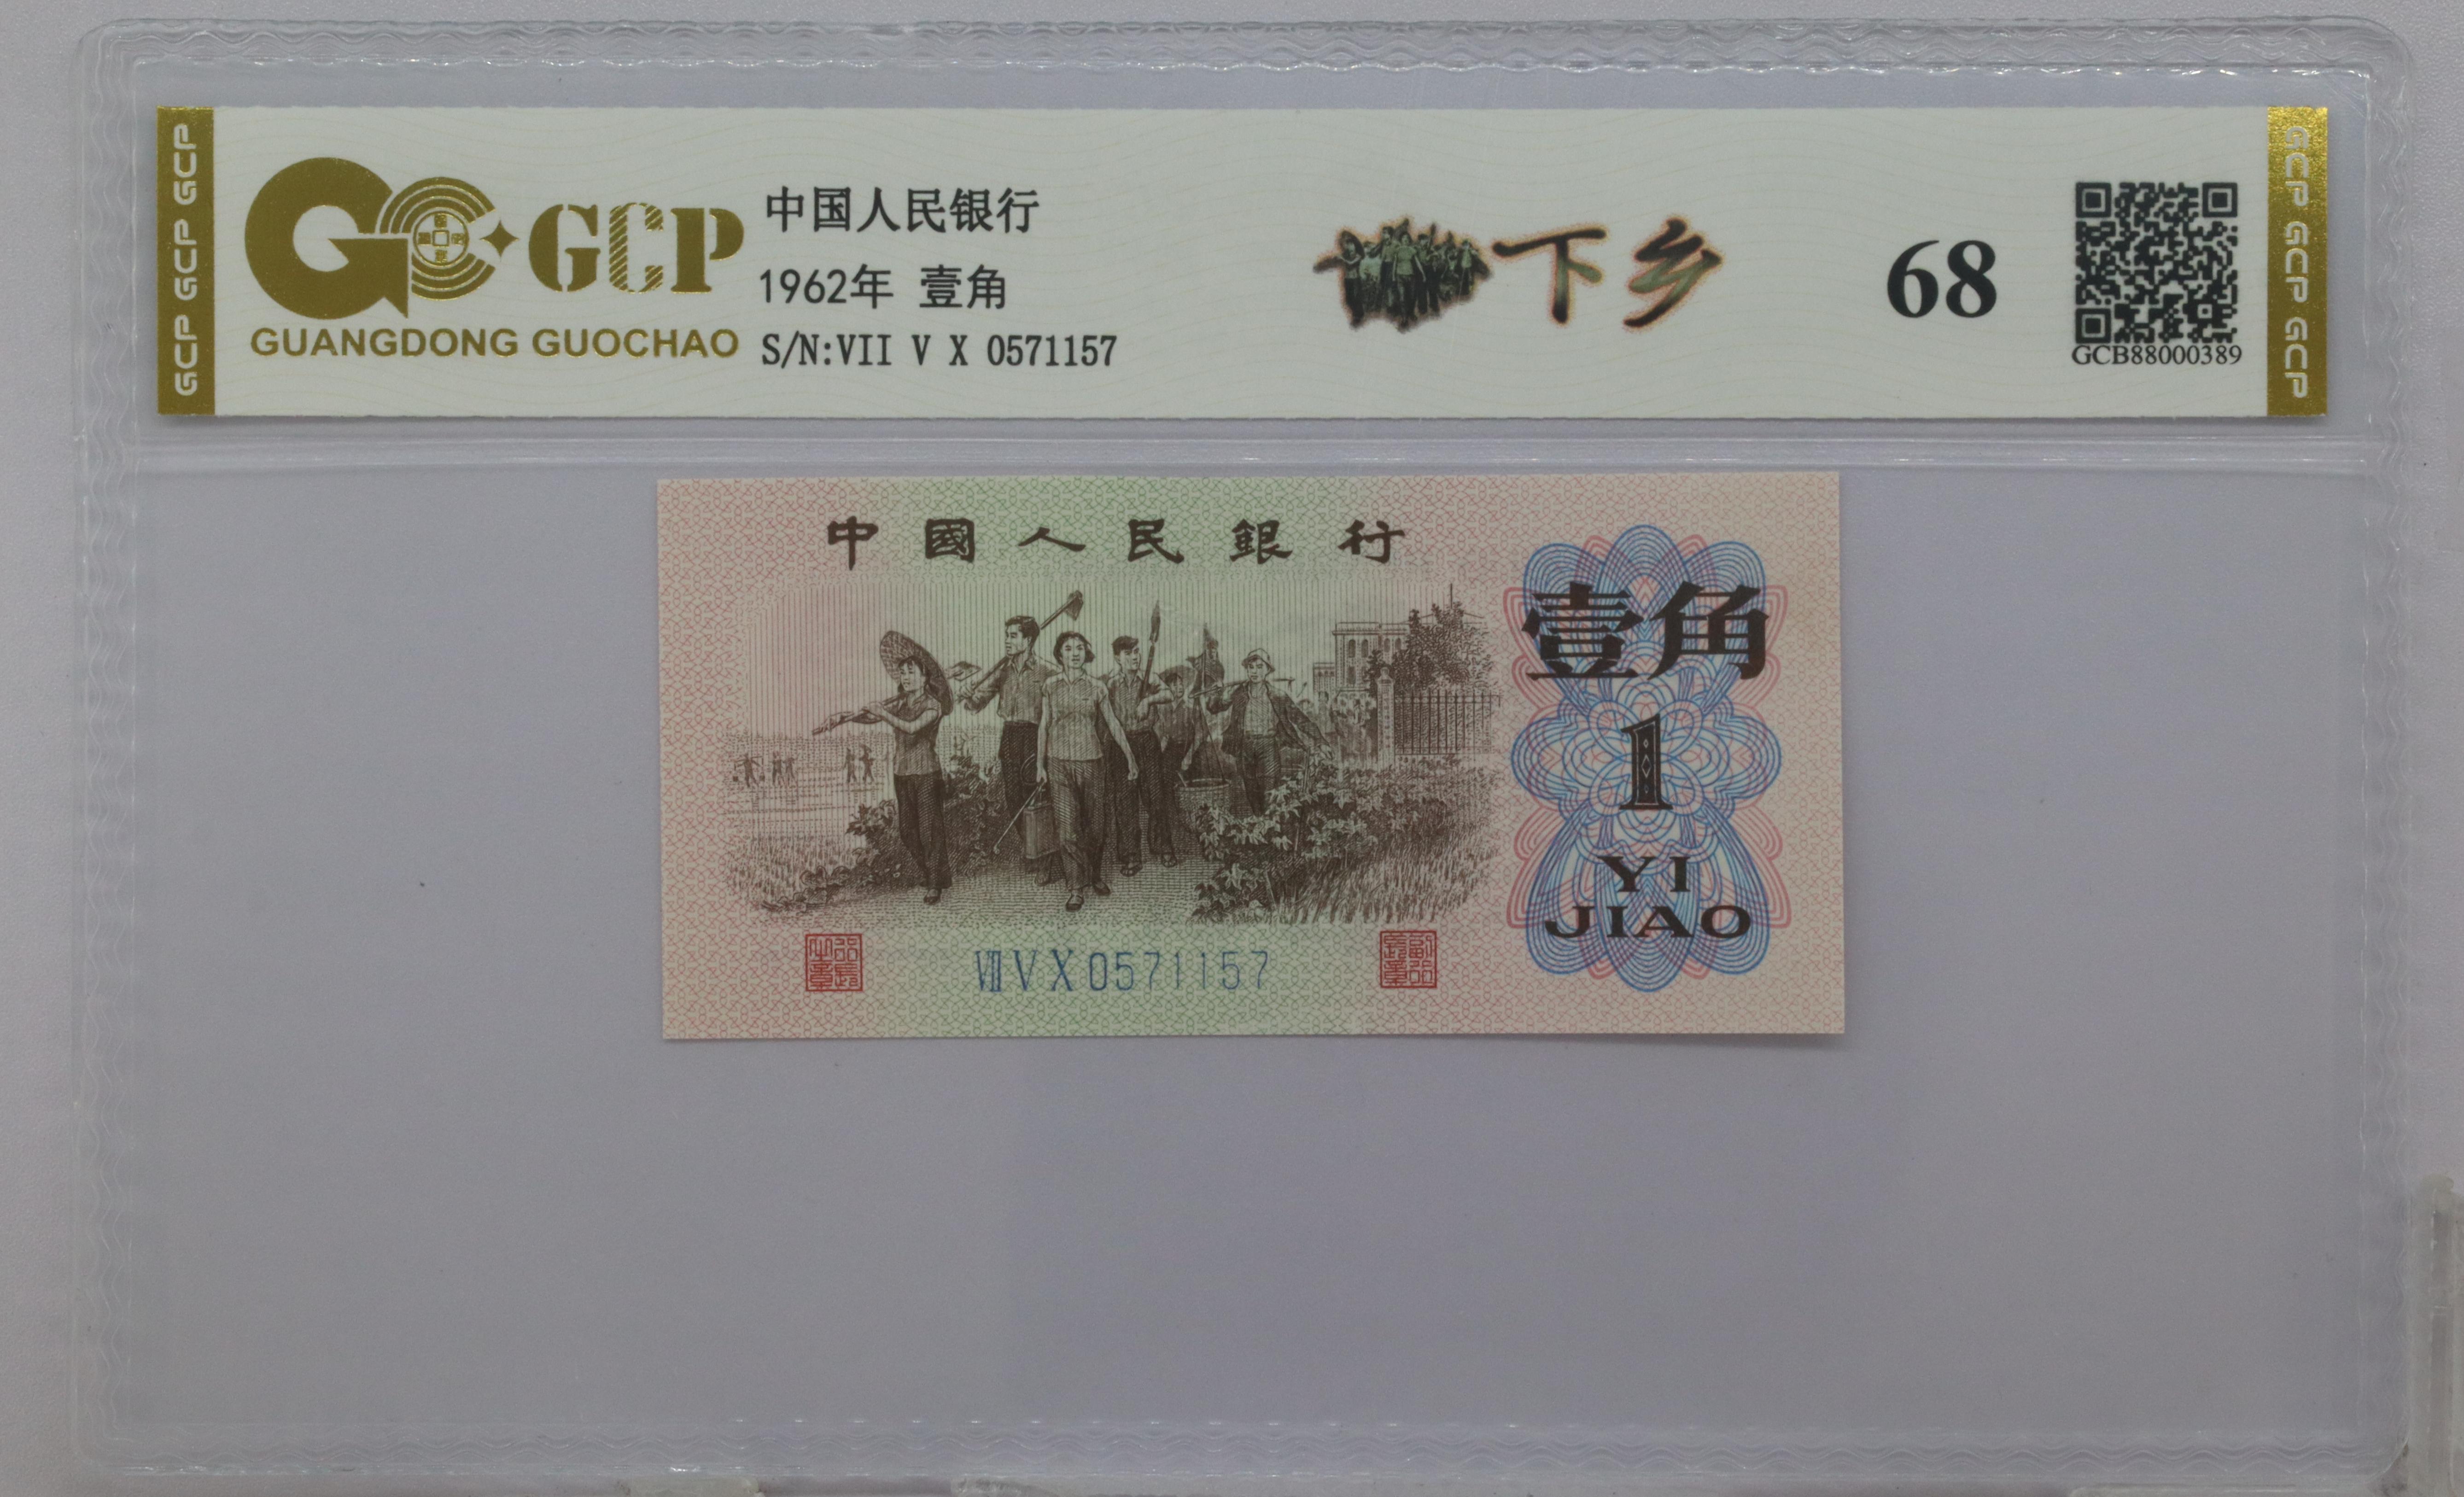 GCP GCP GCP
GCP
GUANGDONG GUOCHAO
中国人民银行
1962年 壹角
S/N:VII V X 0571157
下乡
68
GCB88000389
GCP GCP GCP
中國人民銀行
壹角
1
YI
JIAO
ⅦⅤⅩ0571157